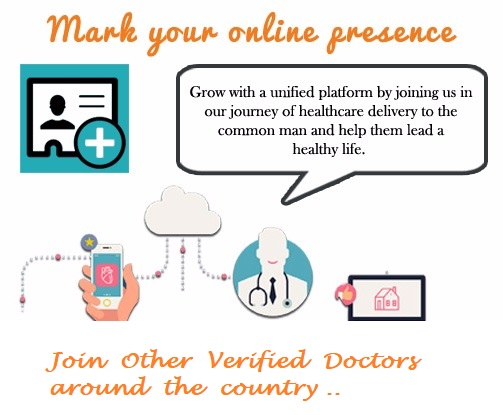 Mark your online presence
Grow with a unified platform by joining us in
our journey of healthcare delivery to the
common man and help them lead a
healthy life.
Join Other Verified Doctors
around the country ..